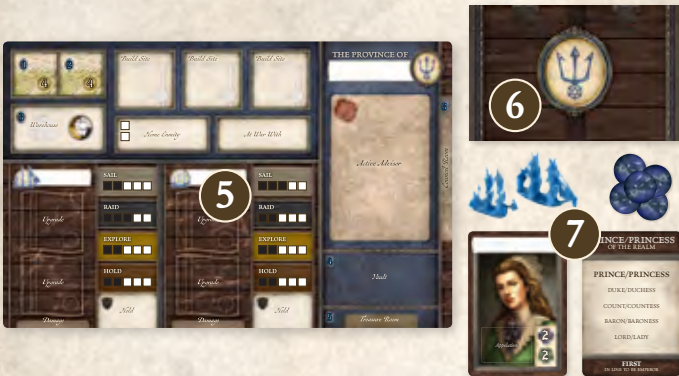 Build Site
Build Site
Build Site
Warehouse
Home Enmity
At War With
THE PROVINCE OF
Active Advisor
Vault
Treasure Room
SAIL
RAID
EXPLORE
HOLD
Upgrade
Upgrade
Damage
Hold
5
SAIL
RAID
EXPLORE
HOLD
Upgrade
Damage
Hold
6
7
2
2
PRINCE/PRINCESS
OF THE REALM
PRINCE/PRINCESS
DUKE/DUCHESS
COUNT/COUNTESS
BARON/BARONESS
LORD/LADY
FIRST
IN LINE TO BE EMPEROR